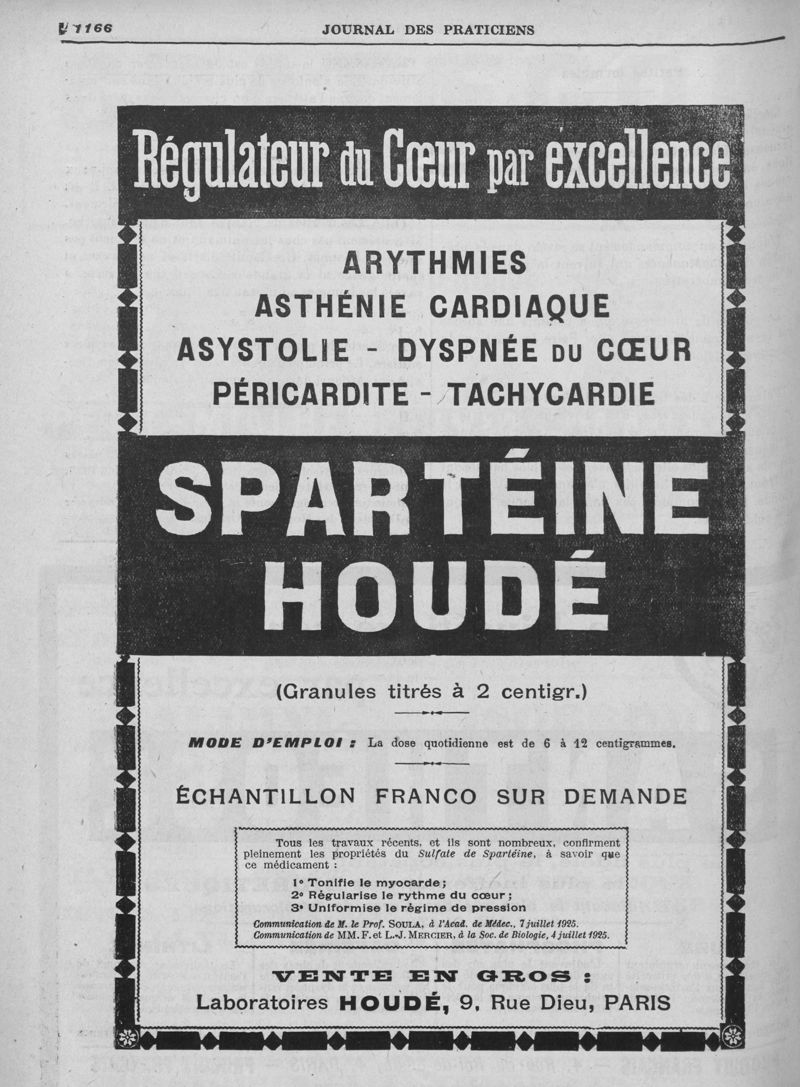 1166
JOURNAL DES PRATICIENS
Régulateur du Cœur par excellence
ARYTHMIES
ASTHÉNIE CARDIAQUE
ASYSTOLIE - DYSPNÉE DU CŒUR
PÉRICARDITE - TACHYCARDIE
SPARTÉINE
HOUDÉ
(Granules titrés à 2 centigr.)
MODE D'EMPLOI : La dose quotidienne est de 6 à 12 centigrammes.
ÉCHANTILLON FRANCO SUR DEMANDE
Tous les travaux récents, et ils sont nombreux, confirment
pleinement les propriétés du Sulfate de Spartéine, à savoir que
ce médicament :
1° Tonifie le myocarde ;
2° Régularise le rythme du cœur ;
3° Uniformise le régime de pression
Communication de M. le Prof. SOULA, à l'Acad. de Médec., 7 juillet 1925.
Communication de MM. F. et L.-J. MERCIER, à la Soc. de Biologie, 4 juillet 1925.
VENTE EN GROS :
Laboratoires HOUDÉ, 9, Rue Dieu, PARIS